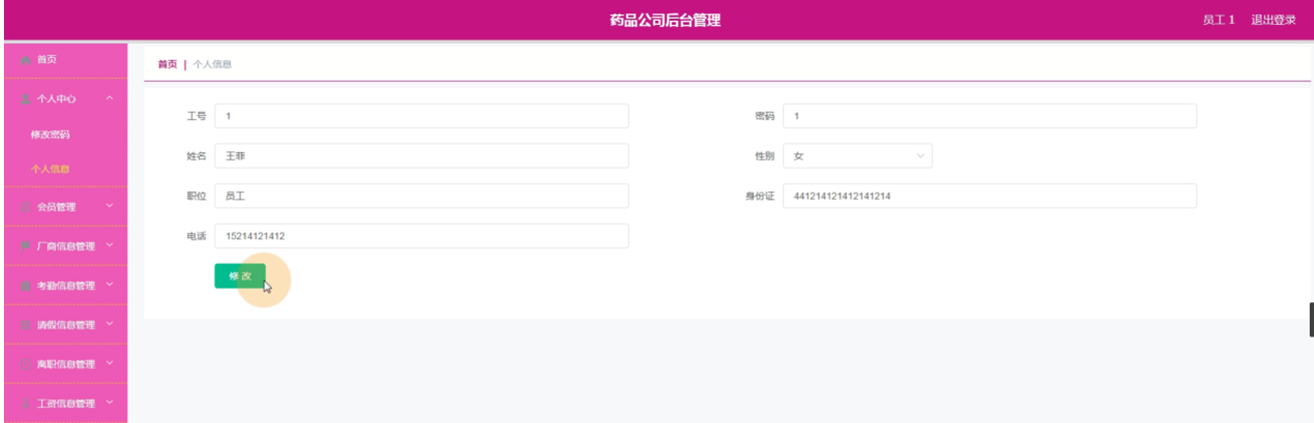 药品公司后台管理
员工 1 退出登录
首页
个人中心
修改密码
个人信息
会员管理
厂商信息管理
考勤信息管理
请假信息管理
离职信息管理
工资信息管理
首页 | 个人信息
工号 1
密码 1
姓名 王菲
性别 女
职位 员工
身份证 441214121412141214
电话 15214121412
修改